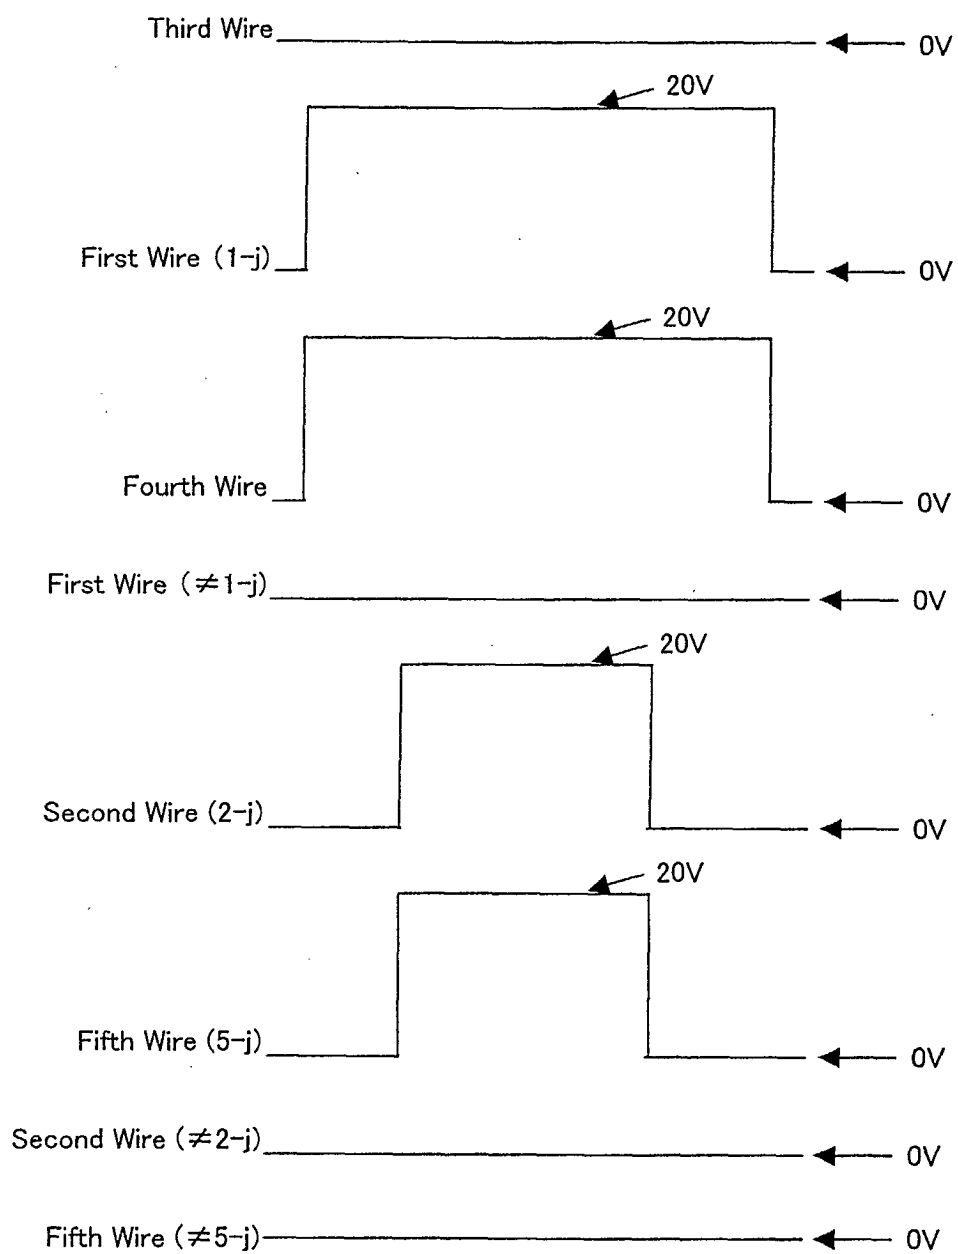 Third Wire
0V
20V
First Wire (1-j)
0V
20V
Fourth Wire
0V
First Wire (≠1-j)
0V
20V
Second Wire (2-j)
0V
20V
Fifth Wire (5-j)
0V
Second Wire (≠2-j)
0V
Fifth Wire (≠5-j)
0V